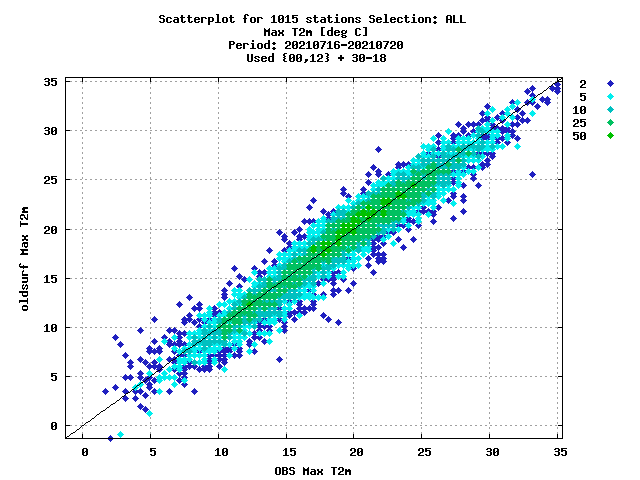 Scatterplot for 1015 stations Selection: ALL
Max T2m [deg C]
Period: 20210716-20210720
Used {00,12} + 30-18
35
30
25
20
15
10
5
0
oldsurf Max T2m
0 5 10 15 20 25 30 35
OBS Max T2m
2
5
10
25
50